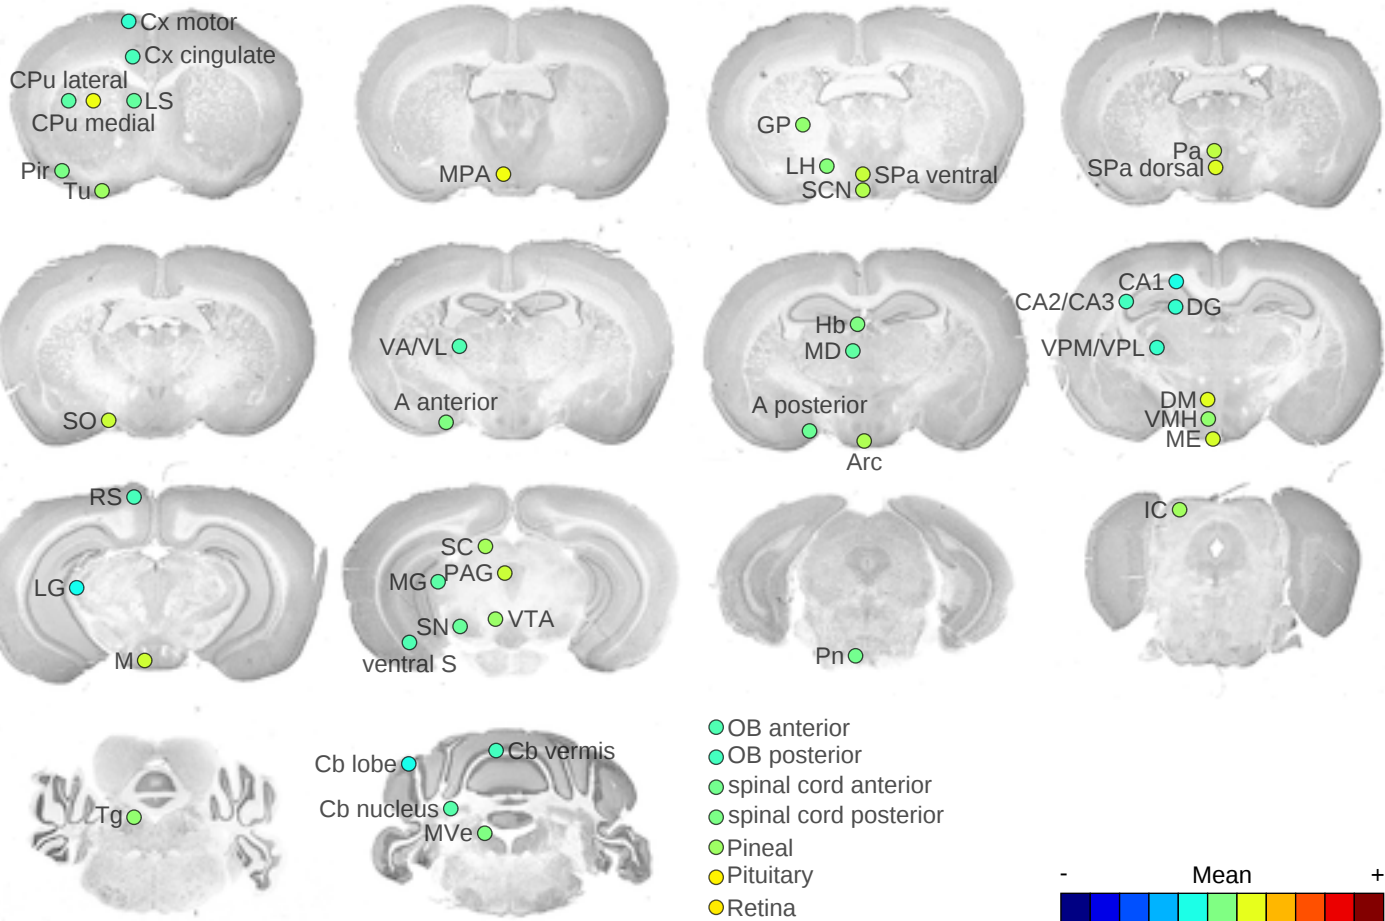 Cx motor
Cx cingulate
CPu lateral
LS
CPu medial
Pir
Tu
MPA
GP
LH
SPa ventral
SCN
Pa
SPa dorsal
SO
VA/VL
A anterior
Hb
MD
A posterior
Arc
CA1
CA2/CA3
DG
VPM/VPL
DM
VMH
ME
RS
LG
M
SC
MG
PAG
SN
VTA
ventral S
Pn
IC
Tg
Cb lobe
Cb vermis
Cb nucleus
MVe
OB anterior
OB posterior
spinal cord anterior
spinal cord posterior
Pineal
Pituitary
Retina
- Mean +